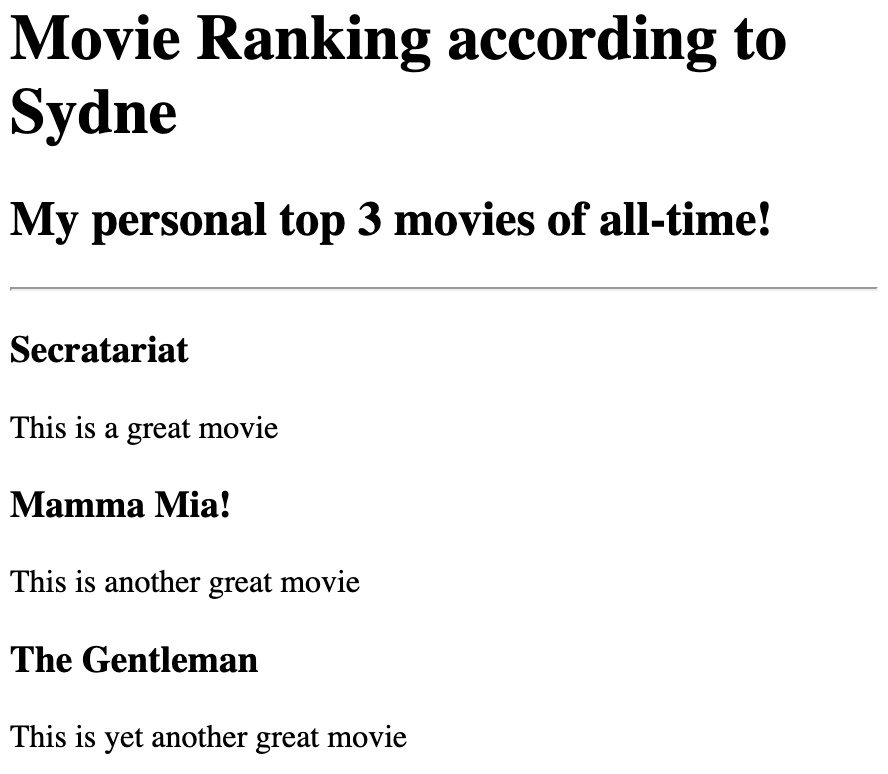 Movie Ranking according to
Sydne
My personal top 3 movies of all-time!
Secratariat
This is a great movie
Mamma Mia!
This is another great movie
The Gentleman
This is yet another great movie